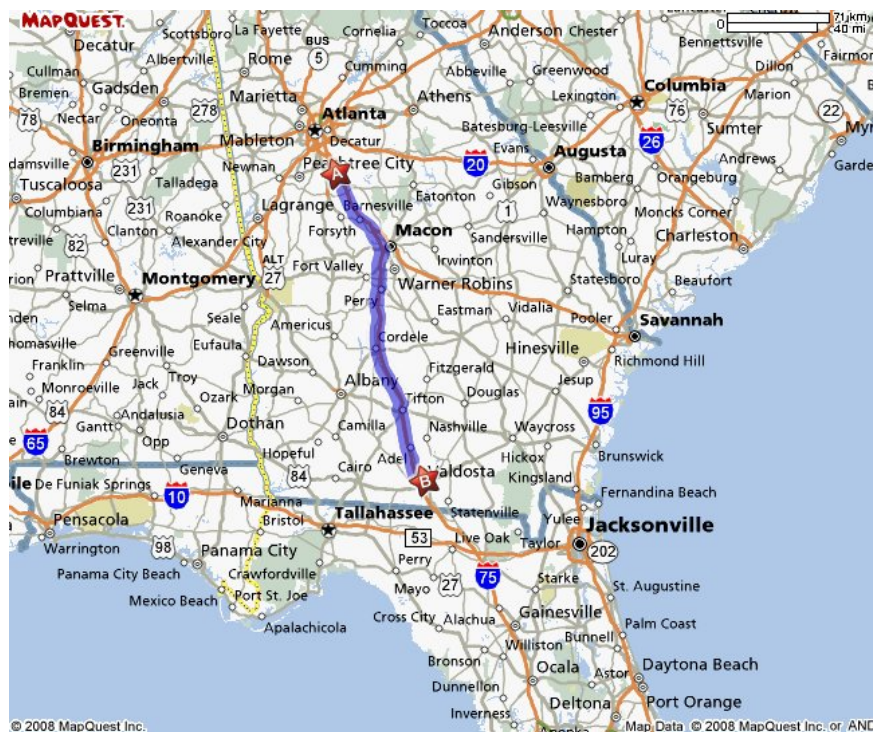 MAPQUEST.
0 71 km
40 mi
Scottsboro
La Fayette
Cornelia
Toccoa
Anderson
Chester
Lancaster
Decatur
Albertville
Rome
BUS
5
Cumming
Abbeville
Greenwood
Bennettsville
Cullman
Gadsden
Marietta
Athens
Lexington
Columbia
Dillon
Fairmont
Bremen
Oneonta
278
Atlanta
Marion
Nectar
Mableton
Decatur
Batesburg-Leesville
76
Sumter
22
78
Birmingham
Newnan
Peachtree City
20
Evans
Augusta
26
Andrews
Tuscaloosa
231
Talladega
A
Eatonton
Gibson
Bamberg
Orangeburg
Columbiana
231
Roanoke
Lagrange
Barnesville
1
Waynesboro
Moncks Corner
82
Clanton
Alexander City
Forsyth
Macon
Sandersville
Hampton
Charleston
Prattville
ALT
27
Irwinton
Luray
Montgomery
Fort Valley
Warner Robins
Statesboro
Beaufort
Selma
Seale
Perry
Eastman
Vidalia
Pooler
Savannah
Greenville
Eufaula
Americus
Cordele
Hinesville
Richmond Hill
Franklin
Troy
Dawson
Fitzgerald
Jesup
Monroeville
Jack
Ozark
Morgan
Albany
Douglas
84
Andalusia
Tifton
95
65
Gantt
Opp
Dothan
Camilla
Nashville
Waycross
Brewton
Geneva
Hopeful
84
Cairo
Adel
Hickox
Brunswick
De Funiak Springs
10
Marianna
B
aldosta
Kingsland
Fernandina Beach
Pensacola
Bristol
Tallahassee
Statenville
Yulee
Jacksonville
Warrington
98
Panama City
53
Live Oak
Taylor
202
Panama City Beach
Crawfordville
Perry
75
Starke
St. Augustine
Mexico Beach
Port St. Joe
Mayo
27
Gainesville
Apalachicola
Cross City
Alachua
Palm Coast
Bronson
Williston
Bunnell
Dunnellon
Ocala
Astor
Daytona Beach
Inverness
Deltona
Port Orange
© 2008 MapQuest Inc.
Map Data © 2008 MapQuest Inc. or AND